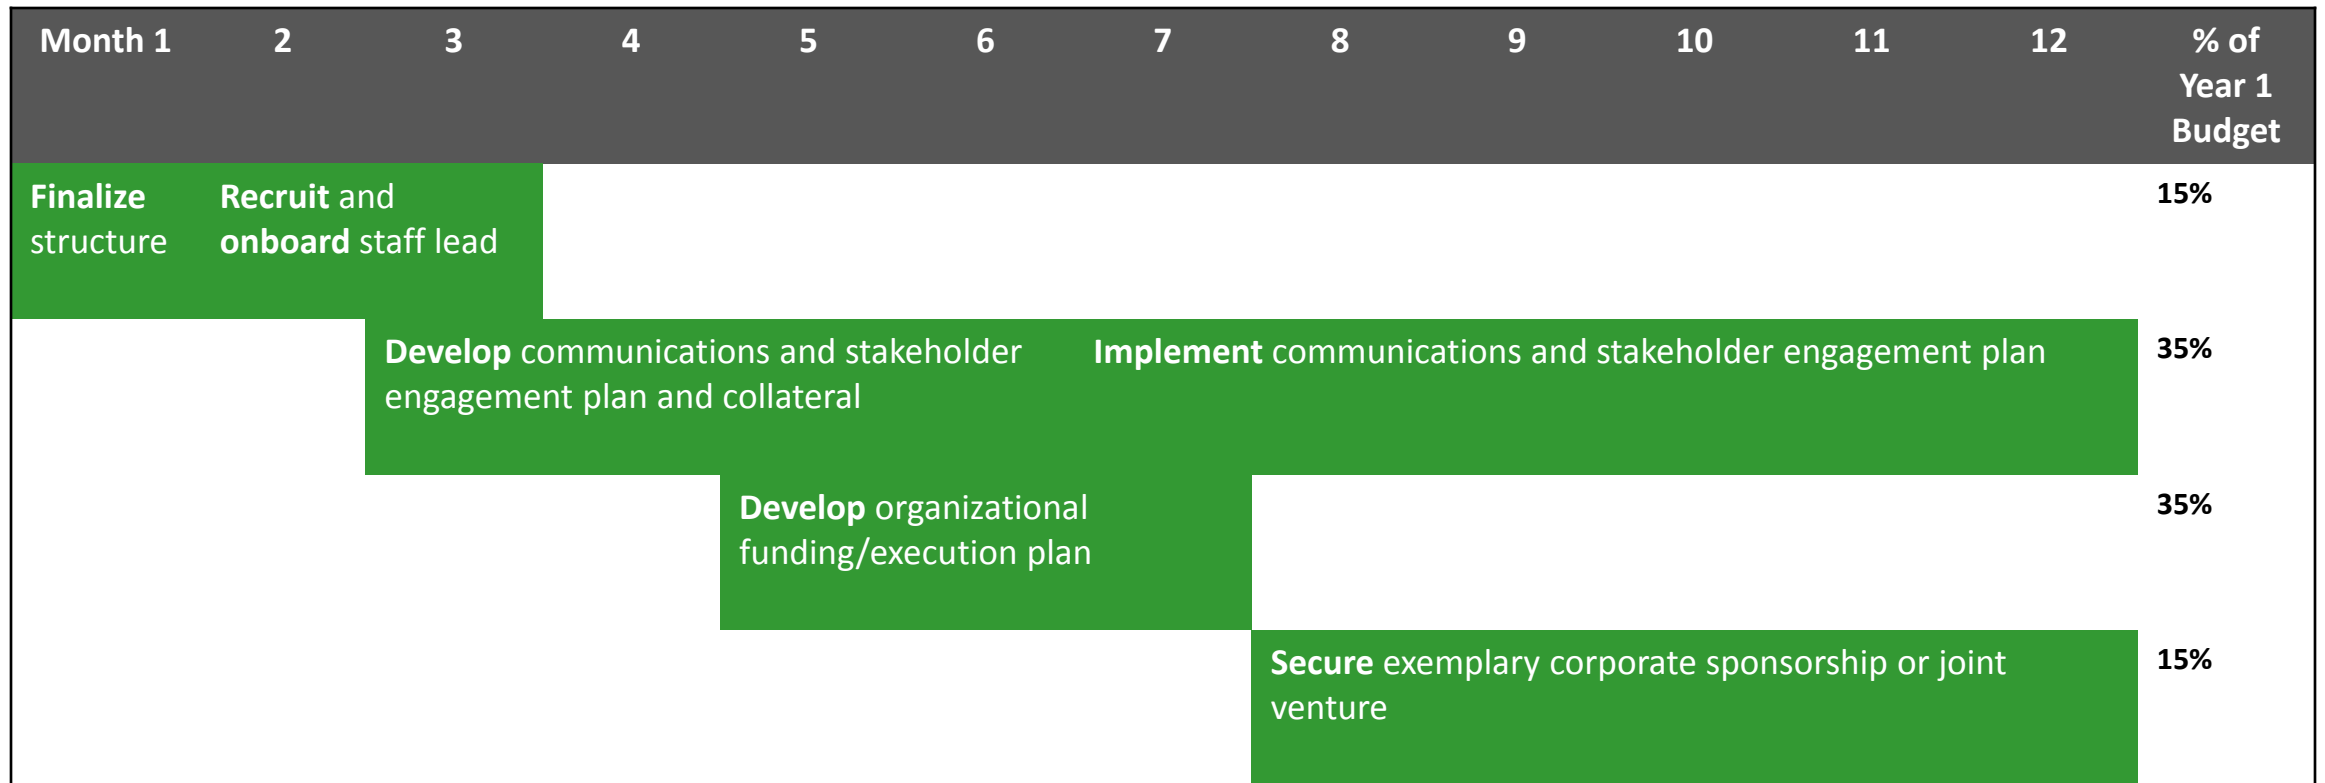 Month 1 2 3 4 5 6 7 8 9 10 11 12 % of
Year 1
Budget
Finalize
structure
Recruit and
onboard staff lead
15%
Develop communications and stakeholder
engagement plan and collateral
Implement communications and stakeholder engagement plan
35%
Develop organizational
funding/execution plan
35%
Secure exemplary corporate sponsorship or joint
venture
15%